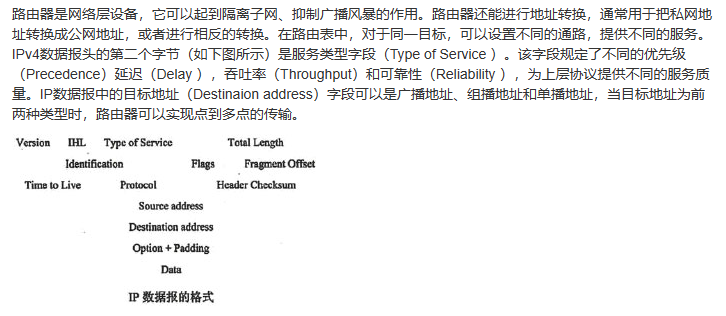 路由器是网络层设备，它可以起到隔离子网、抑制广播风暴的作用。路由器还能进行地址转换，通常用于把私网地
址转换成公网地址，或者进行相反的转换。在路由表中，对于同一目标，可以设置不同的通路，提供不同的服务。
IPv4数据报头的第二个字节（如下图所示）是服务类型字段（Type of Service ）。该字段规定了不同的优先级
（Precedence）延迟（Delay ），吞吐率（Throughput）和可靠性（Reliability ），为上层协议提供不同的服务质
量。IP数据报中的目标地址（Destinaion address）字段可以是广播地址、组播地址和单播地址，当目标地址为前
两种类型时，路由器可以实现点到多点的传输。
Version IHL Type of Service Total Length
Identification Flags Fragment Offset
Time to Live Protocol Header Checksum
Source address
Destination address
Option + Padding
Data
IP 数据报的格式